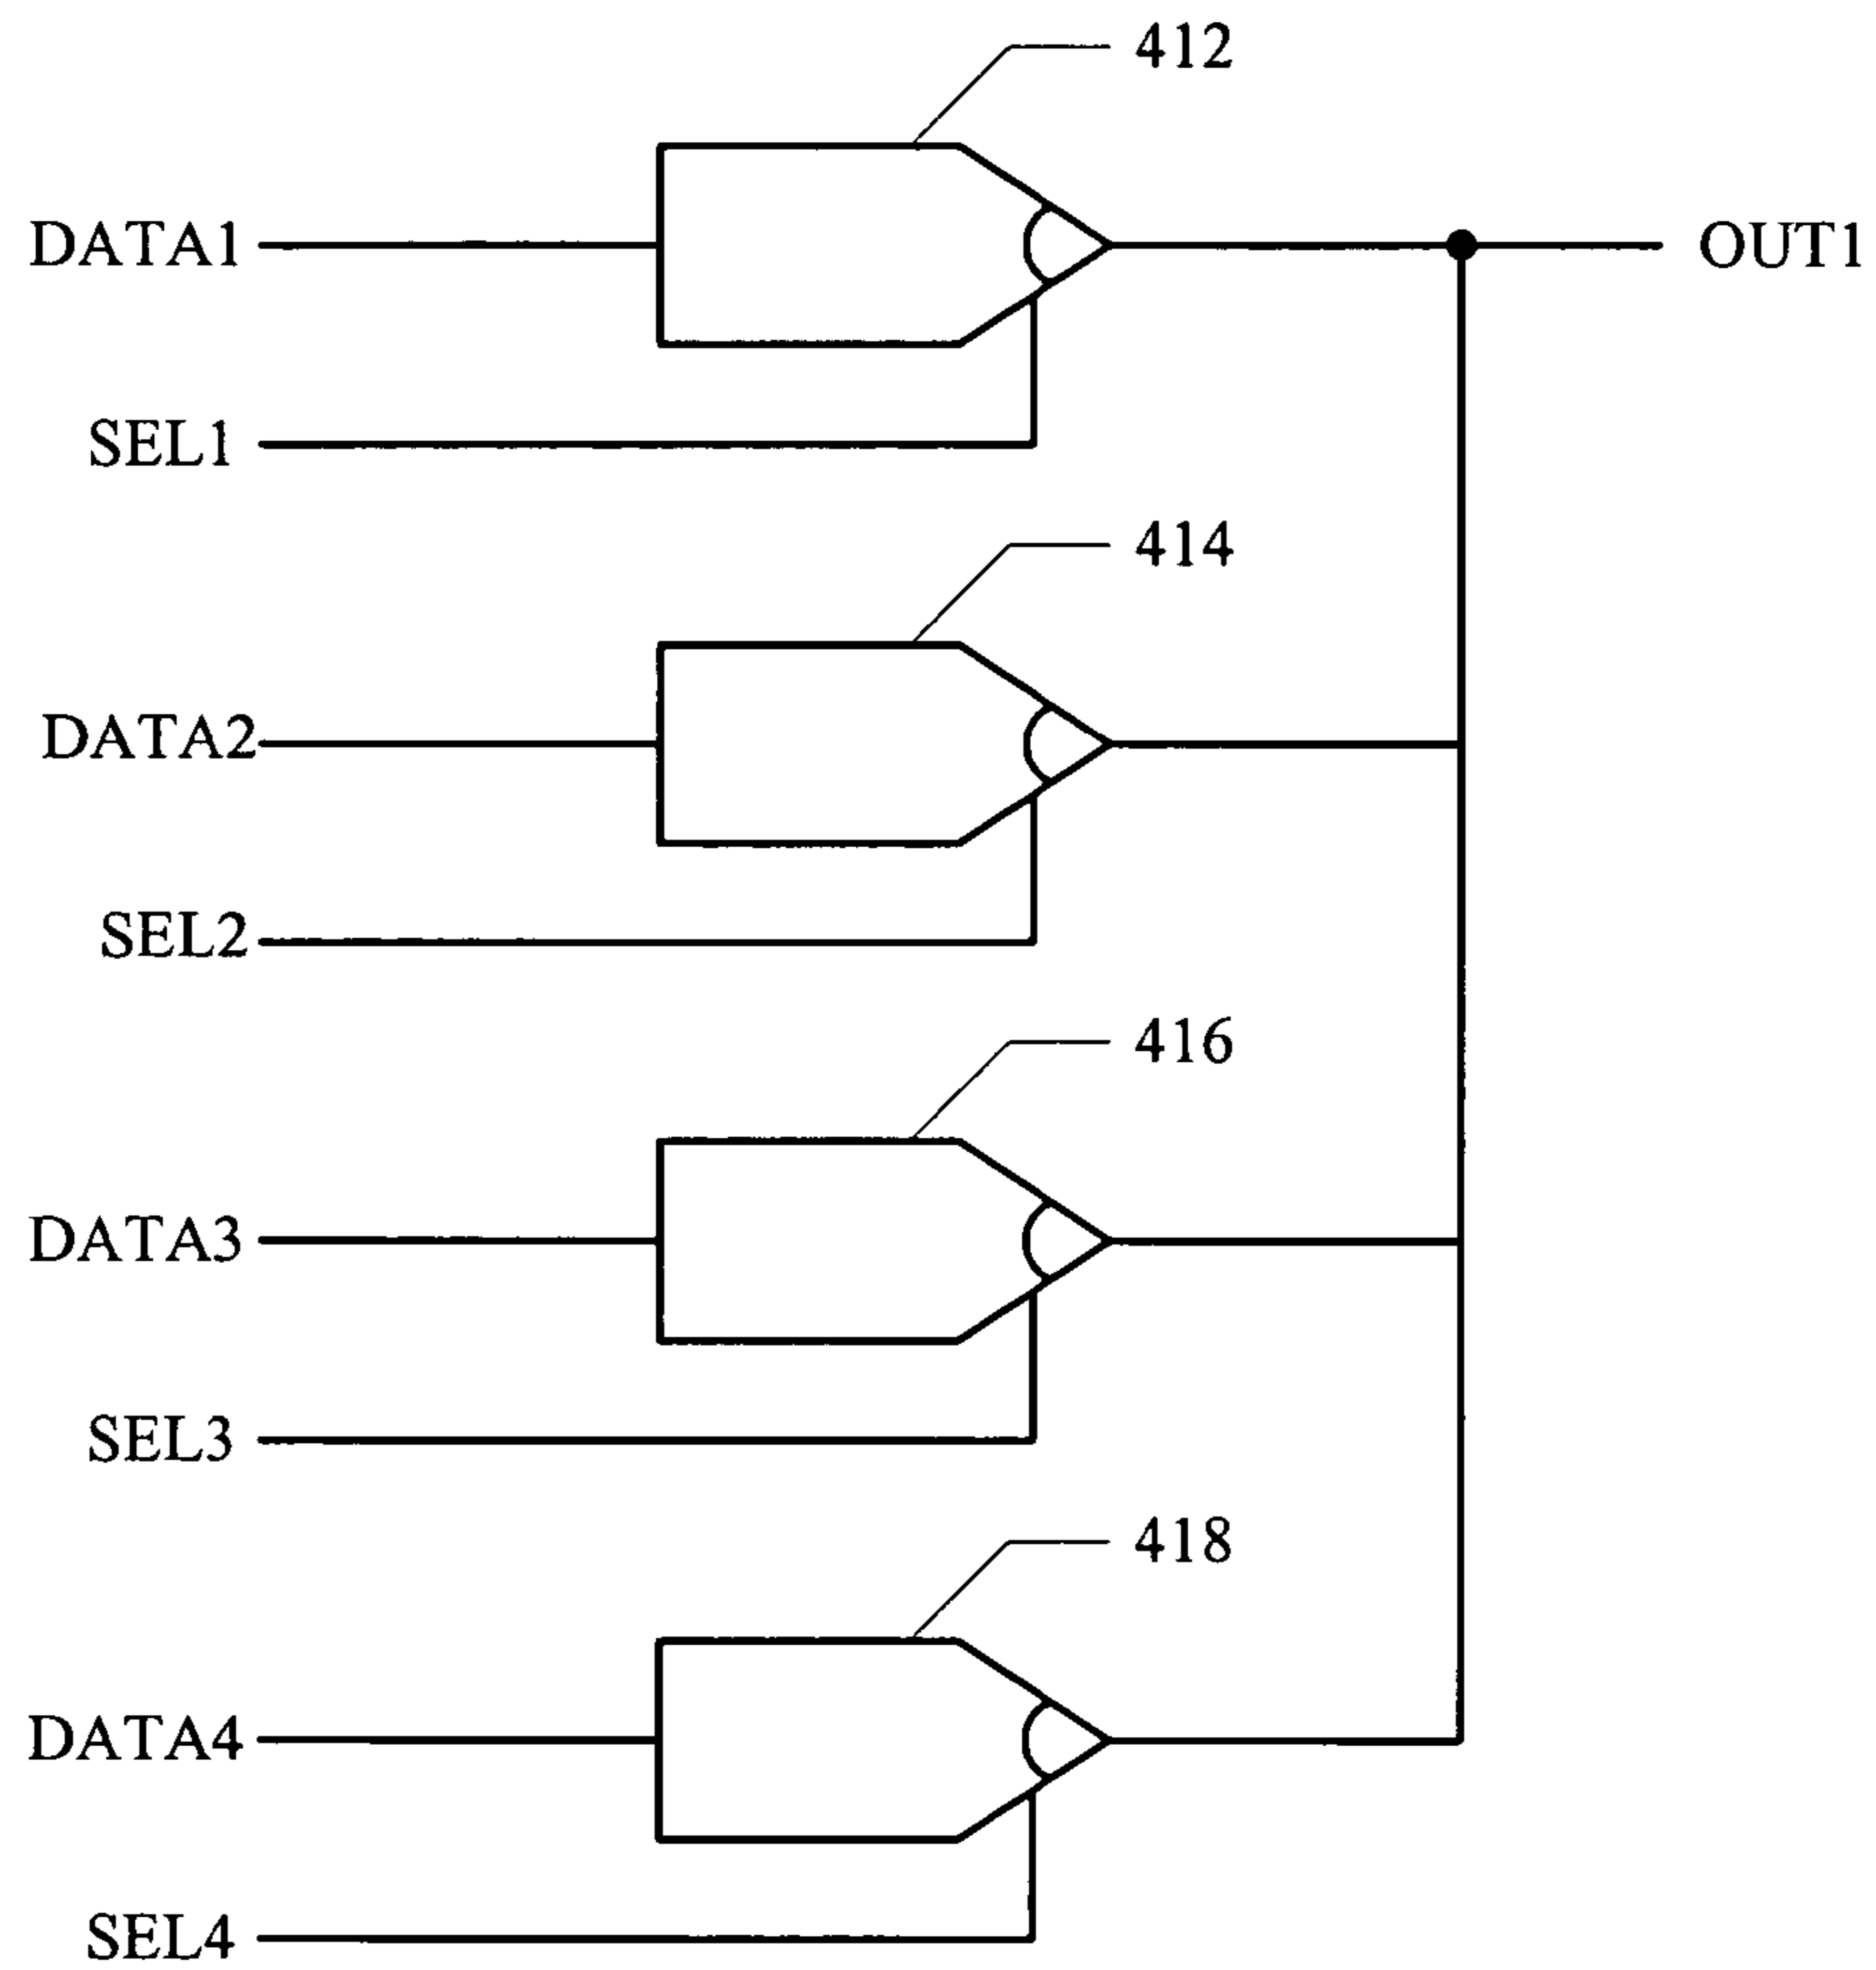 412
DATA1
OUT1
SEL1
414
DATA2
SEL2
416
DATA3
SEL3
418
DATA4
SEL4